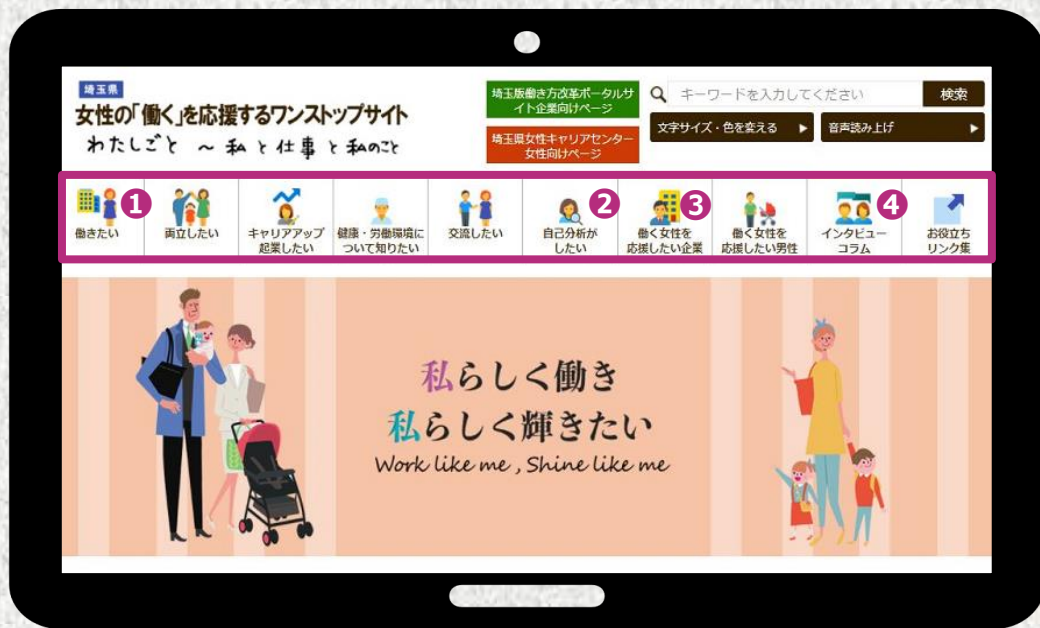 埼玉県
女性の「働く」を応援するワンストップサイト
わたしごと ～ 私と仕事と私のこと
埼玉版働き方改革ポータルサ
イト企業向けページ
埼玉県女性キャリアセンター
女性向けページ
キーワードを入力してください
検索
文字サイズ・色を変える ▶
音声読み上げ ▶
❶
働きたい
両立したい
キャリアアップ
起業したい
健康・労働環境に
ついて知りたい
交流したい
❷
自己分析が
したい
❸
働く女性を
応援したい企業
働く女性を
応援したい男性
❹
インタビュー
コラム
お役立ち
リンク集
私らしく働き
私らしく輝きたい
Work like me , Shine like me